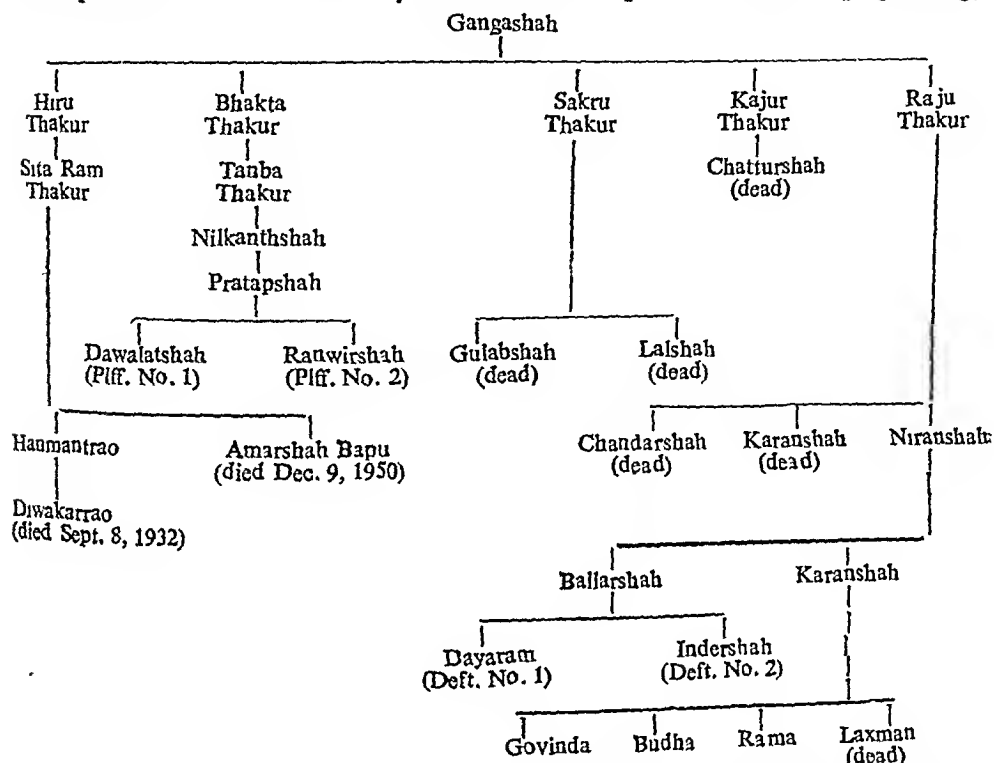 Gangashah
Hiru Bhakta Sakru Kajur Raju
Thakur Thakur Thakur Thakur Thakur
Sita Ram Tanba Chatturshah
Thakur Thakur (dead)
Nilkanthshah
Pratapshah
Dawalatshah Ranwirshah Gulabshah Lalshah
(Plff. No. 1) (Plff. No. 2) (dead) (dead)
Hanmantrao Amarshah Bapu Chandarshah Karanshah Niranshah
(died Dec. 9, 1950) (dead) (dead)
Diwakarrao
(died Sept. 8, 1932)
Ballarshah Karanshah
Dayaram Indershah
(Deft. No. 1) (Deft. No. 2)
Govinda Budha Rama Laxman
(dead)